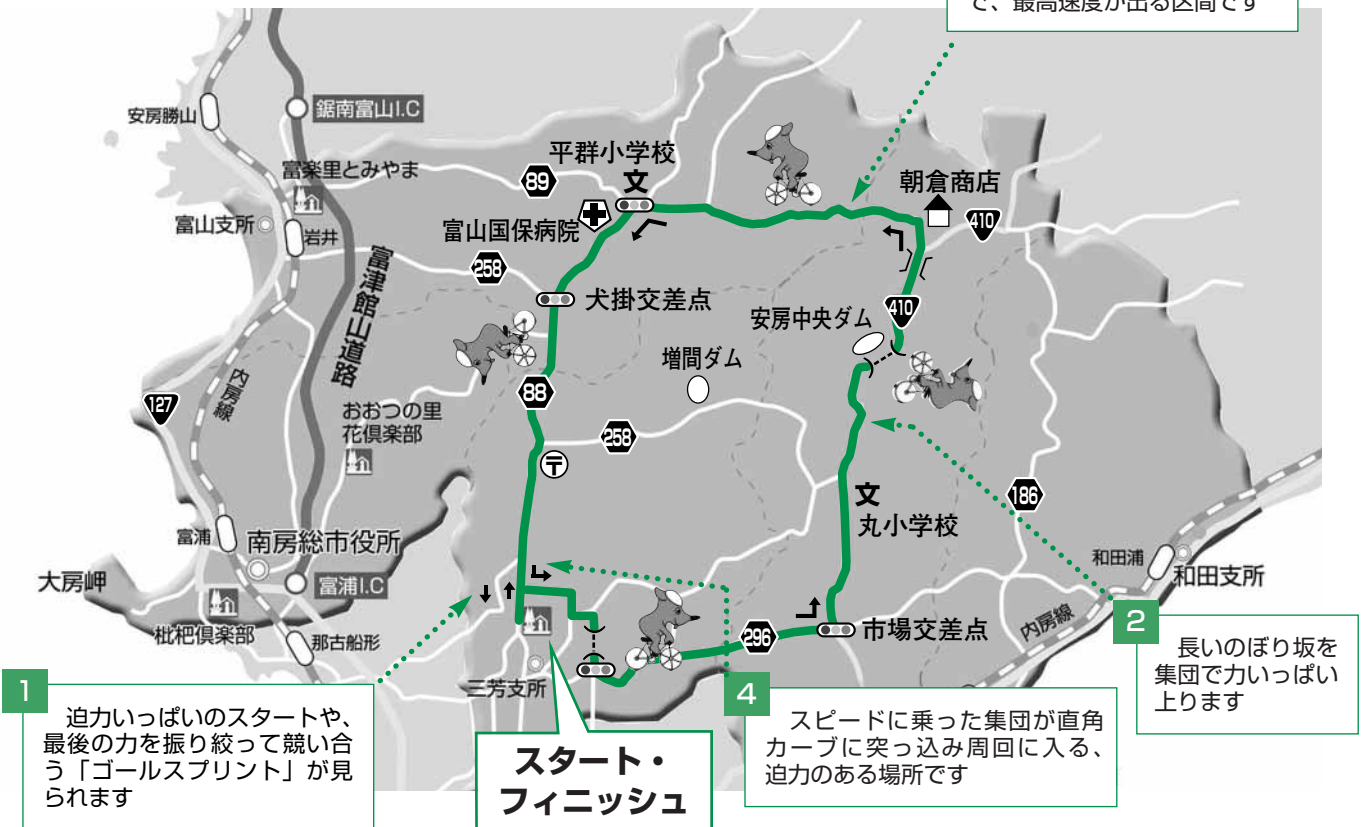 で、最高速度が出る区間です
安房勝山
鋸南富山I.C
富楽里とみやま
富山支所
岩井
富津館山道路
内房線
127
おおつの里
花倶楽部
富浦
南房総市役所
大房岬
富浦I.C
枇杷倶楽部
那古船形
平群小学校
文
89
富山国保病院
258
犬掛交差点
88
258
〒
増間ダム
安房中央ダム
朝倉商店
410
410
文
丸小学校
186
和田浦
和田支所
内房線
市場交差点
296
三芳支所
1
迫力いっぱいのスタートや、
最後の力を振り絞って競い合
う「ゴールスプリント」が見
られます
スタート・
フィニッシュ
4
スピードに乗った集団が直角
カーブに突っ込み周回に入る、
迫力のある場所です
2
長いのぼり坂を
集団で力いっぱい
上ります